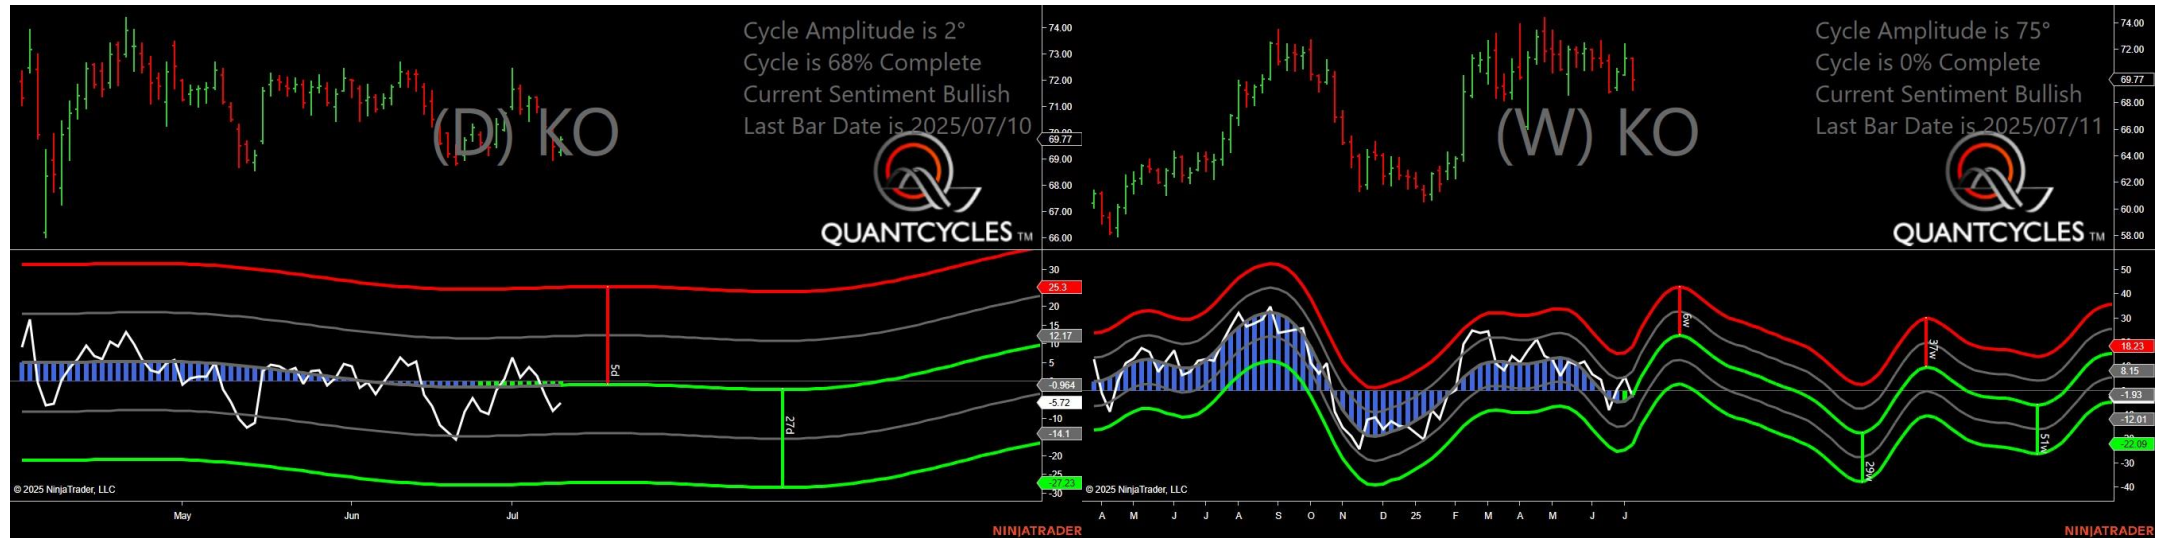 Cycle Amplitude is 2°
Cycle is 68% Complete
Current Sentiment Bullish
Last Bar Date is 2025/07/10
(D) KO
QUANTCYCLES TM
74.00
73.00
72.00
71.00
70.00
69.77
69.00
68.00
67.00
66.00
30
25.3
20
15
12.17
10
5
-0.964
-5.72
-10
-14.1
-20
-25
-27.23
-30
5d
27d
© 2025 NinjaTrader, LLC
May
Jun
Jul
NINJATRADER
Cycle Amplitude is 75°
Cycle is 0% Complete
Current Sentiment Bullish
Last Bar Date is 2025/07/11
(W) KO
QUANTCYCLES TM
74.00
72.00
69.77
68.00
66.00
64.00
62.00
60.00
58.00
50
40
30
18.23
8.15
-1.93
-12.01
-22.09
-30
-40
6w
37w
29w
51w
© 2025 NinjaTrader, LLC
A
M
J
J
A
S
O
N
D
25
F
M
A
M
J
J
NINJATRADER